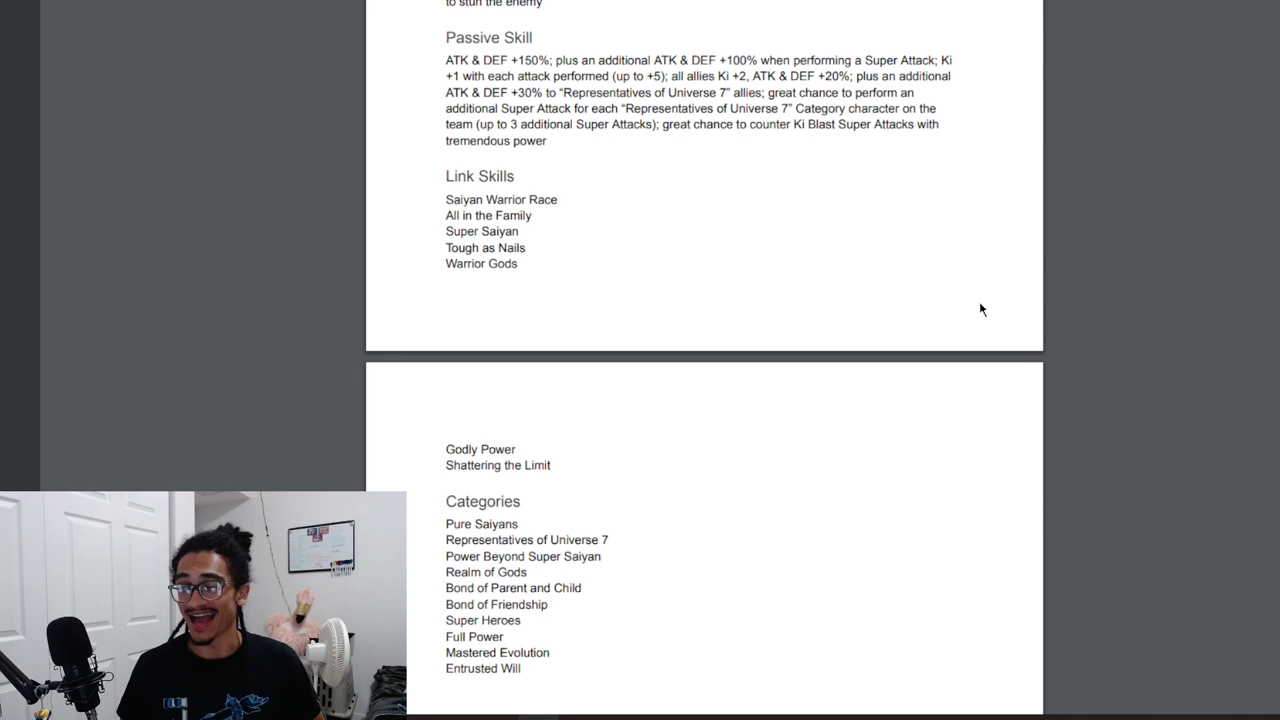 to stun the enemy
Passive Skill
ATK & DEF +150%; plus an additional ATK & DEF +100% when performing a Super Attack; Ki
+1 with each attack performed (up to +5); all allies Ki +2, ATK & DEF +20%; plus an additional
ATK & DEF +30% to “Representatives of Universe 7” allies; great chance to perform an
additional Super Attack for each “Representatives of Universe 7” Category character on the
team (up to 3 additional Super Attacks); great chance to counter Ki Blast Super Attacks with
tremendous power
Link Skills
Saiyan Warrior Race
All in the Family
Super Saiyan
Tough as Nails
Warrior Gods
Godly Power
Shattering the Limit
Categories
Pure Saiyans
Representatives of Universe 7
Power Beyond Super Saiyan
Realm of Gods
Bond of Parent and Child
Bond of Friendship
Super Heroes
Full Power
Mastered Evolution
Entrusted Will